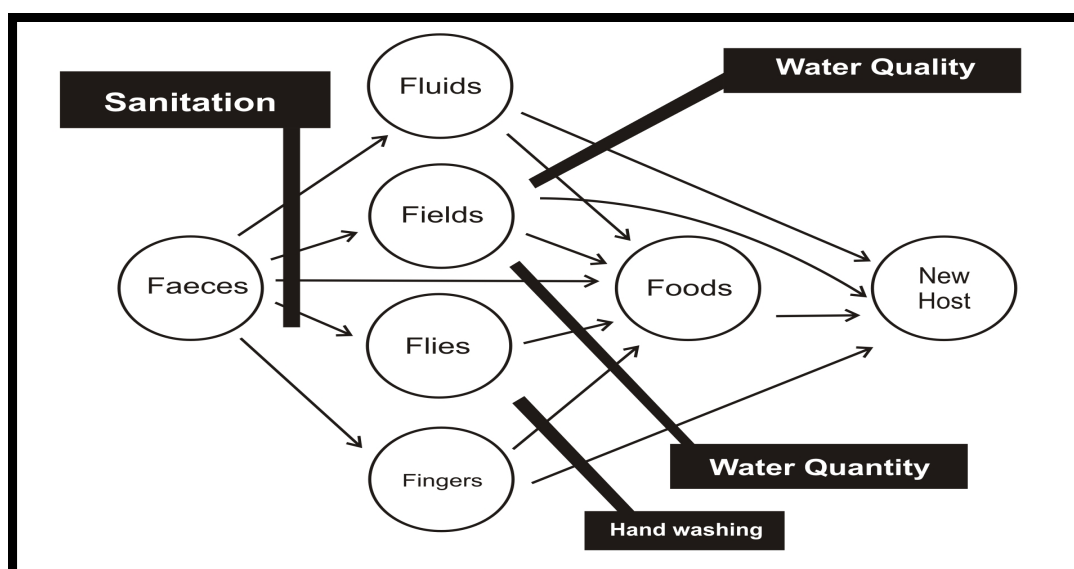 Sanitation
Fluids
Water Quality
Fields
Faeces
Foods
New
Host
Flies
Fingers
Water Quantity
Hand washing